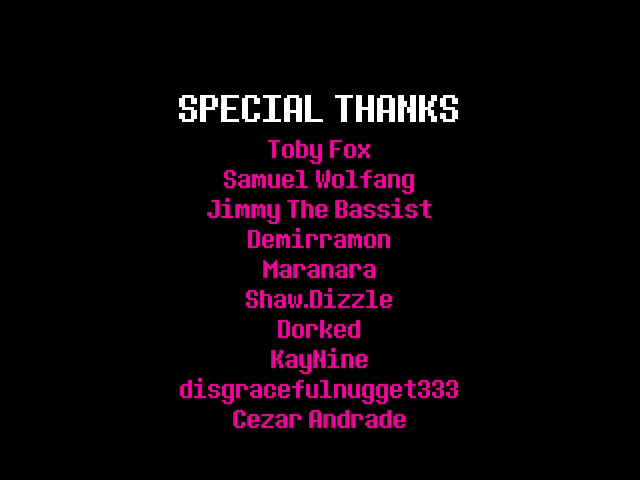 SPECIAL THANKS
Toby Fox
Samuel Wolfang
Jimmy The Bassist
Demirramon
Maranara
Shaw.Dizzle
Dorked
KayNine
disgracefulnugget333
Cezar Andrade